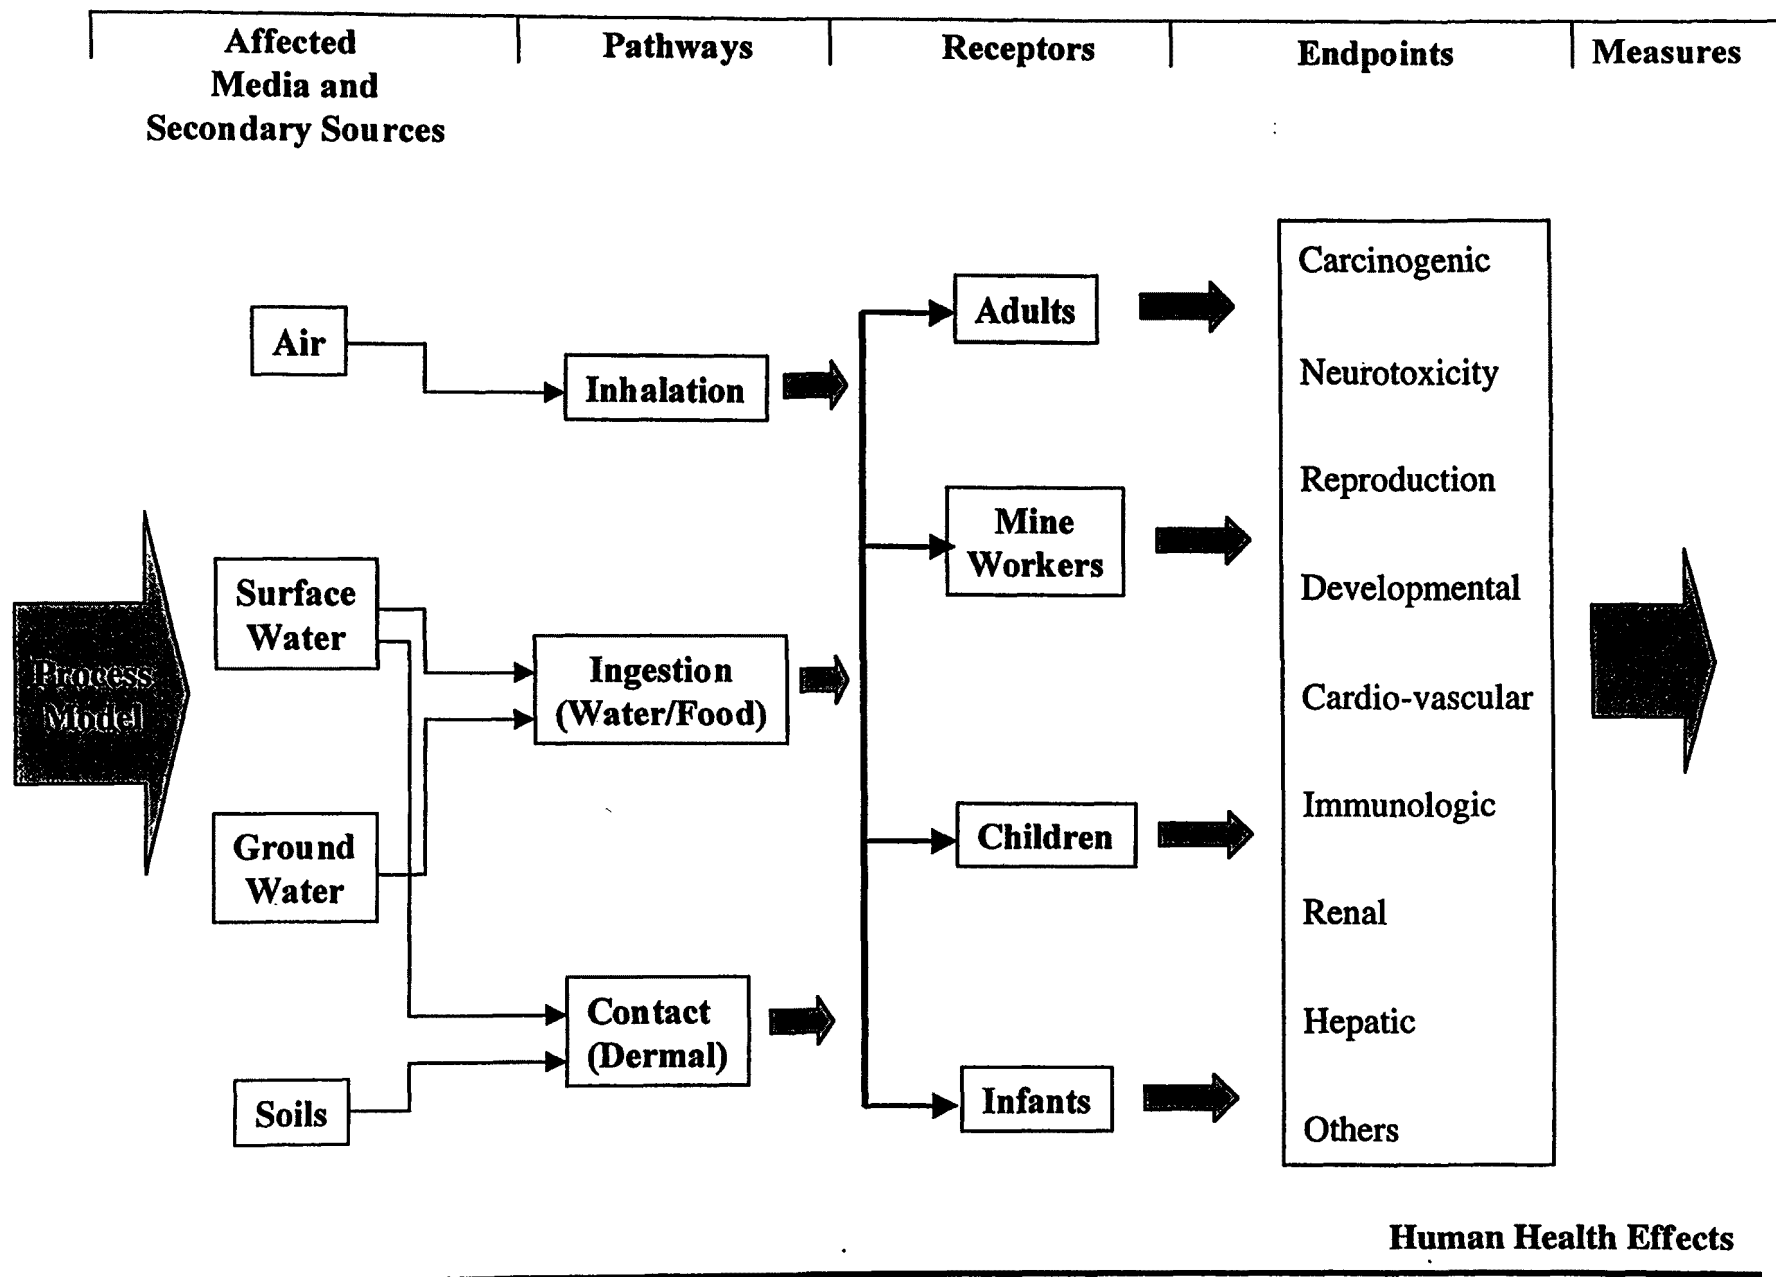 Affected
Media and
Secondary Sources
Pathways
Receptors
Endpoints
Measures
Process
Model
Air
Surface
Water
Ground
Water
Soils
Inhalation
Ingestion
(Water/Food)
Contact
(Dermal)
Adults
Mine
Workers
Children
Infants
Carcinogenic
Neurotoxicity
Reproduction
Developmental
Cardio-vascular
Immunologic
Renal
Hepatic
Others
Human Health Effects